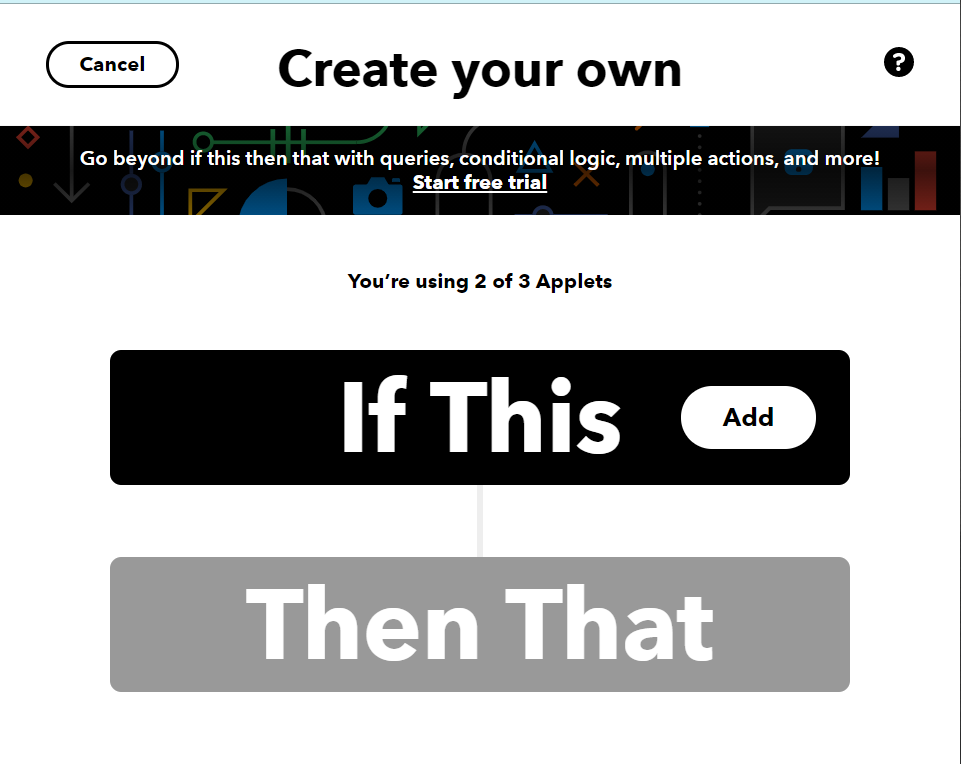 Cancel
Create your own
?
Go beyond if this then that with queries, conditional logic, multiple actions, and more!
Start free trial
You’re using 2 of 3 Applets
If This
Add
Then That